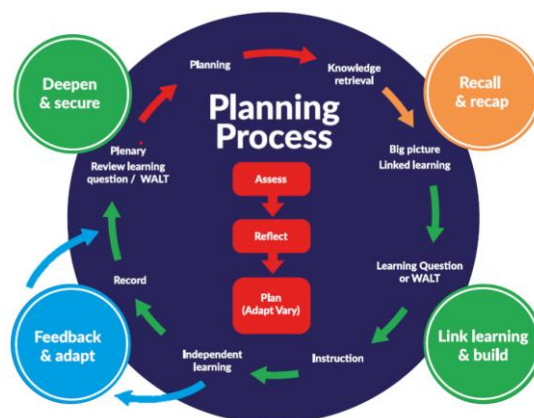 Planning
Process
Assess
Reflect
Plan
(Adapt Vary)
Planning
Knowledge
retrieval
Big picture
Linked learning
Learning Question
or WALT
Instruction
Independent
learning
Record
Plenary
Review learning
question / WALT
Deepen
& secure
Recall
& recap
Link learning
& build
Feedback
& adapt